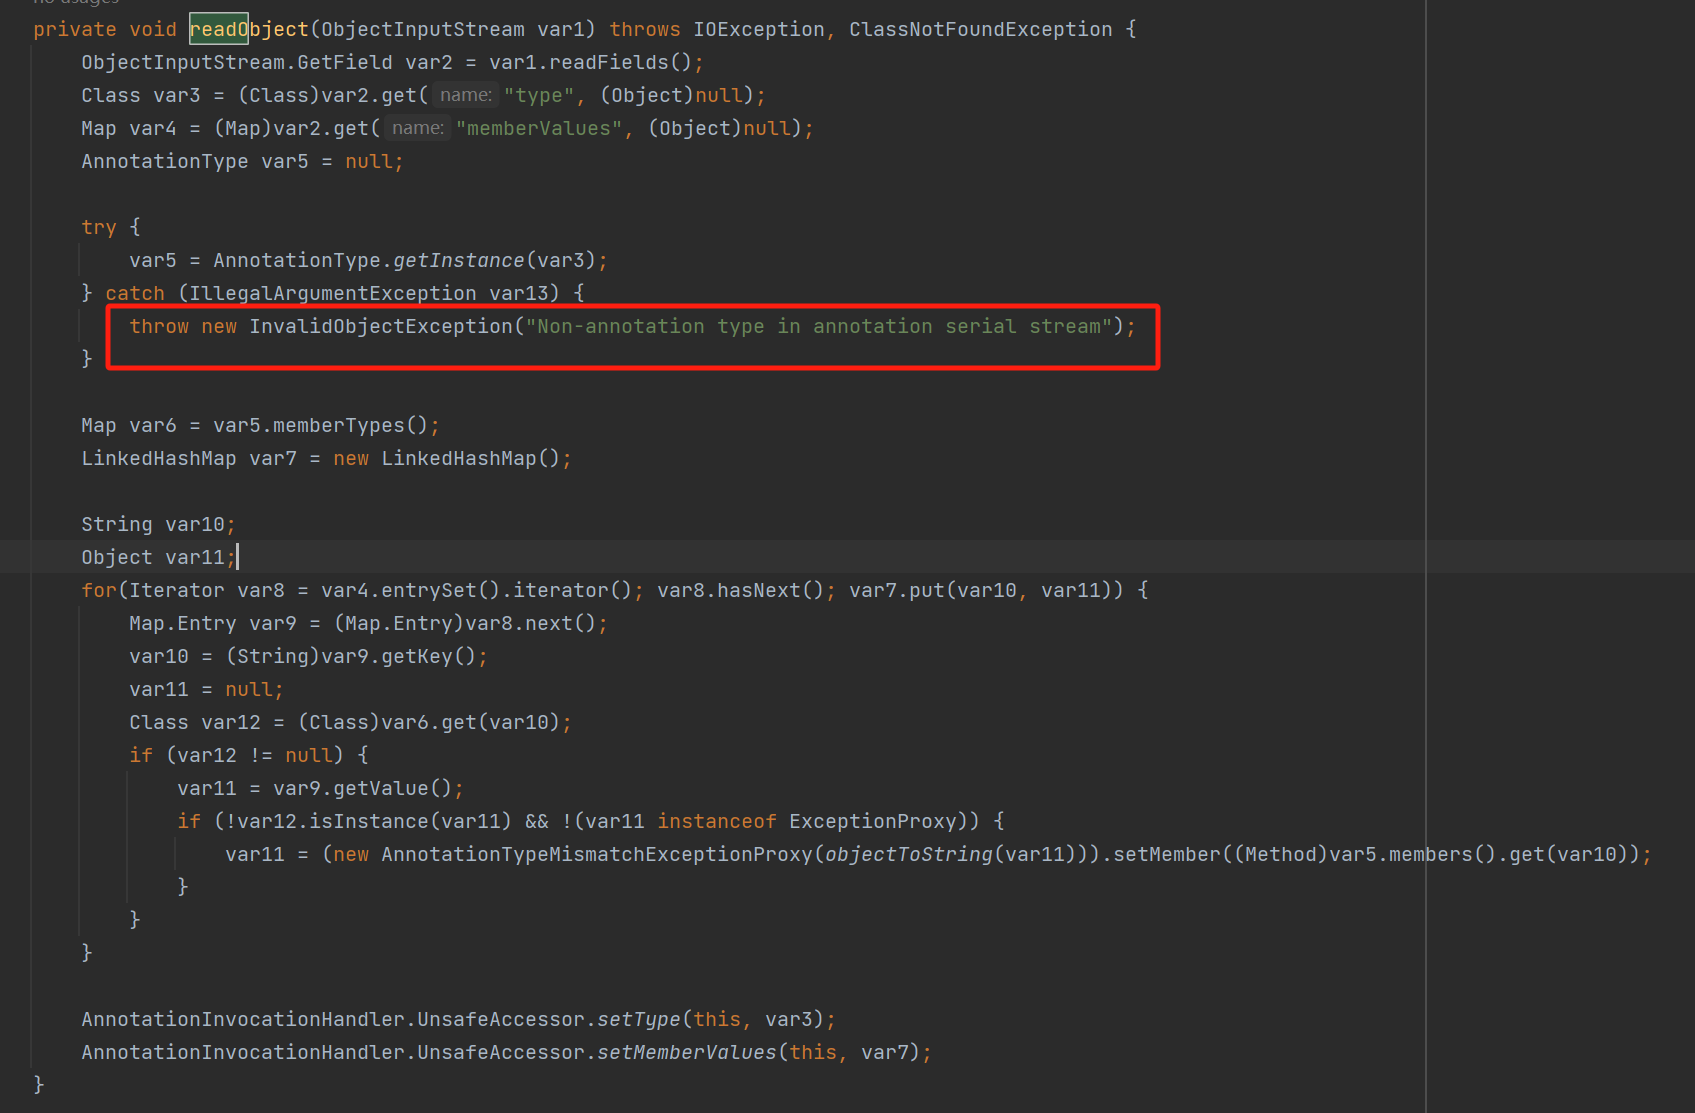 no usages
private void readObject(ObjectInputStream var1) throws IOException, ClassNotFoundException {
ObjectInputStream.GetField var2 = var1.readFields();
Class var3 = (Class)var2.get( name: "type", (Object)null);
Map var4 = (Map)var2.get( name: "memberValues", (Object)null);
AnnotationType var5 = null;
try {
var5 = AnnotationType.getInstance(var3);
} catch (IllegalArgumentException var13) {
throw new InvalidObjectException("Non-annotation type in annotation serial stream");
}
Map var6 = var5.memberTypes();
LinkedHashMap var7 = new LinkedHashMap();
String var10;
Object var11;
for(Iterator var8 = var4.entrySet().iterator(); var8.hasNext(); var7.put(var10, var11)) {
Map.Entry var9 = (Map.Entry)var8.next();
var10 = (String)var9.getKey();
var11 = null;
Class var12 = (Class)var6.get(var10);
if (var12 != null) {
var11 = var9.getValue();
if (!var12.isInstance(var11) && !(var11 instanceof ExceptionProxy)) {
var11 = (new AnnotationTypeMismatchExceptionProxy(objectToString(var11))).setMember((Method)var5.members().get(var10));
}
}
}
AnnotationInvocationHandler.UnsafeAccessor.setType(this, var3);
AnnotationInvocationHandler.UnsafeAccessor.setMemberValues(this, var7);
}